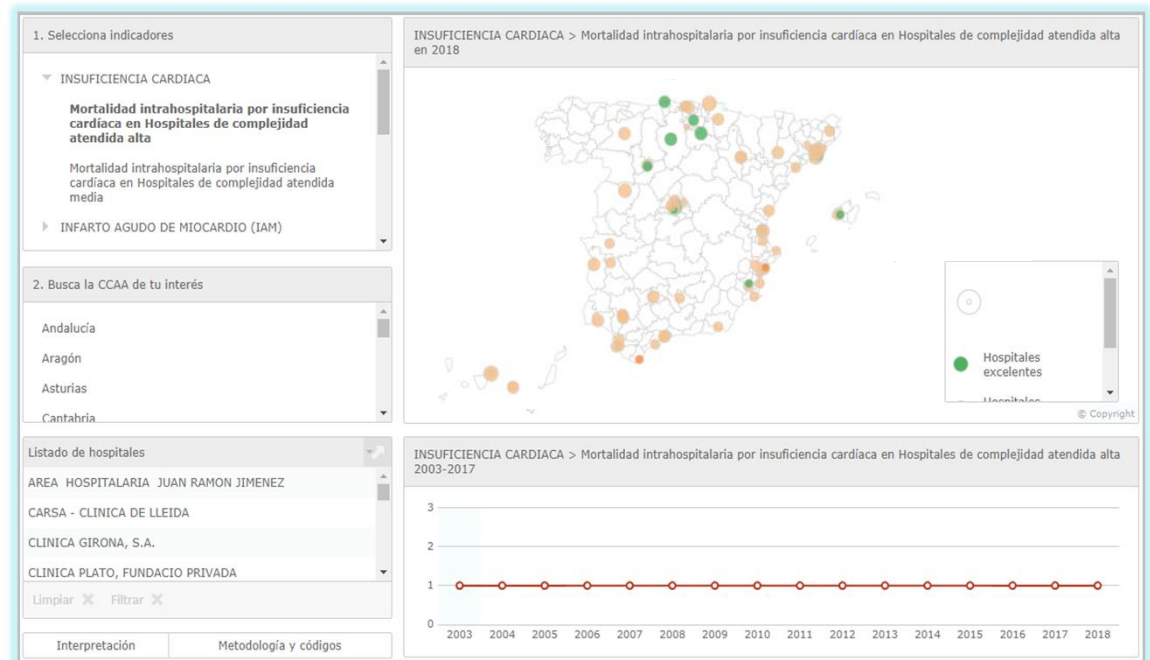 1. Selecciona indicadores
INSUFICIENCIA CARDIACA
Mortalidad intrahospitalaria por insuficiencia
cardíaca en Hospitales de complejidad
atendida alta
Mortalidad intrahospitalaria por insuficiencia
cardíaca en Hospitales de complejidad atendida
media
INFARTO AGUDO DE MIOCARDIO (IAM)
2. Busca la CCAA de tu interés
Andalucía
Aragón
Asturias
Cantabria
Listado de hospitales
AREA HOSPITALARIA JUAN RAMON JIMENEZ
CARSA - CLINICA DE LLEIDA
CLINICA GIRONA, S.A.
CLINICA PLATO, FUNDACIO PRIVADA
Limpiar
Filtrar
Interpretación
Metodología y códigos
INSUFICIENCIA CARDIACA > Mortalidad intrahospitalaria por insuficiencia cardíaca en Hospitales de complejidad atendida alta
en 2018
Hospitales
excelentes
Hospitales
© Copyright
INSUFICIENCIA CARDIACA > Mortalidad intrahospitalaria por insuficiencia cardíaca en Hospitales de complejidad atendida alta
2003-2017
3
2
1
0
2003 2004 2005 2006 2007 2008 2009 2010 2011 2012 2013 2014 2015 2016 2017 2018